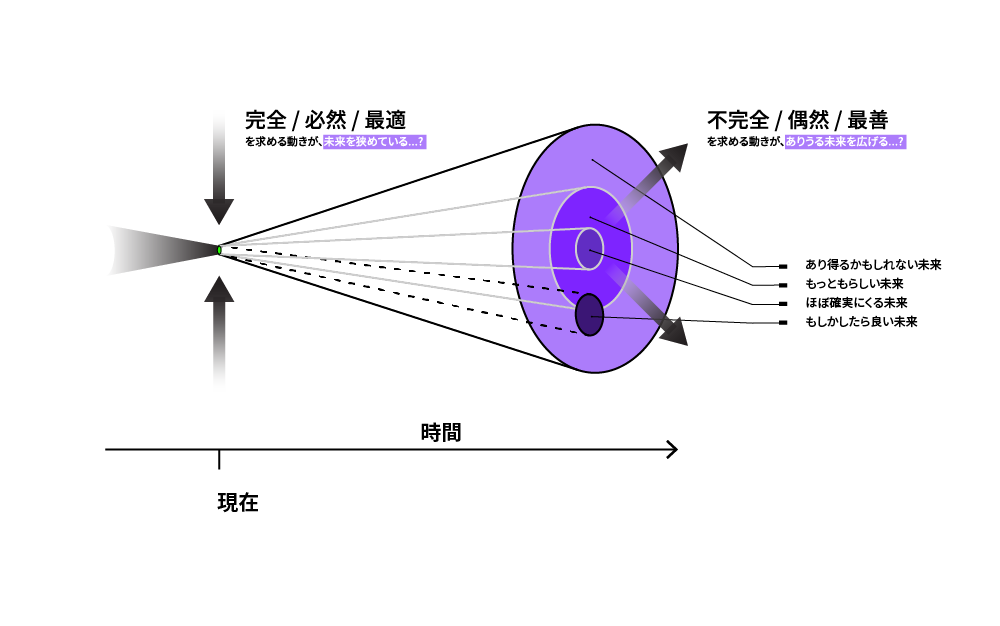 完全 / 必然 / 最適
を求める動きが、未来を狭めている...?
不完全 / 偶然 / 最善
を求める動きが、ありうる未来を広げる...?
あり得るかもしれない未来
もっともらしい未来
ほぼ確実にくる未来
もしかしたら良い未来
時間
現在